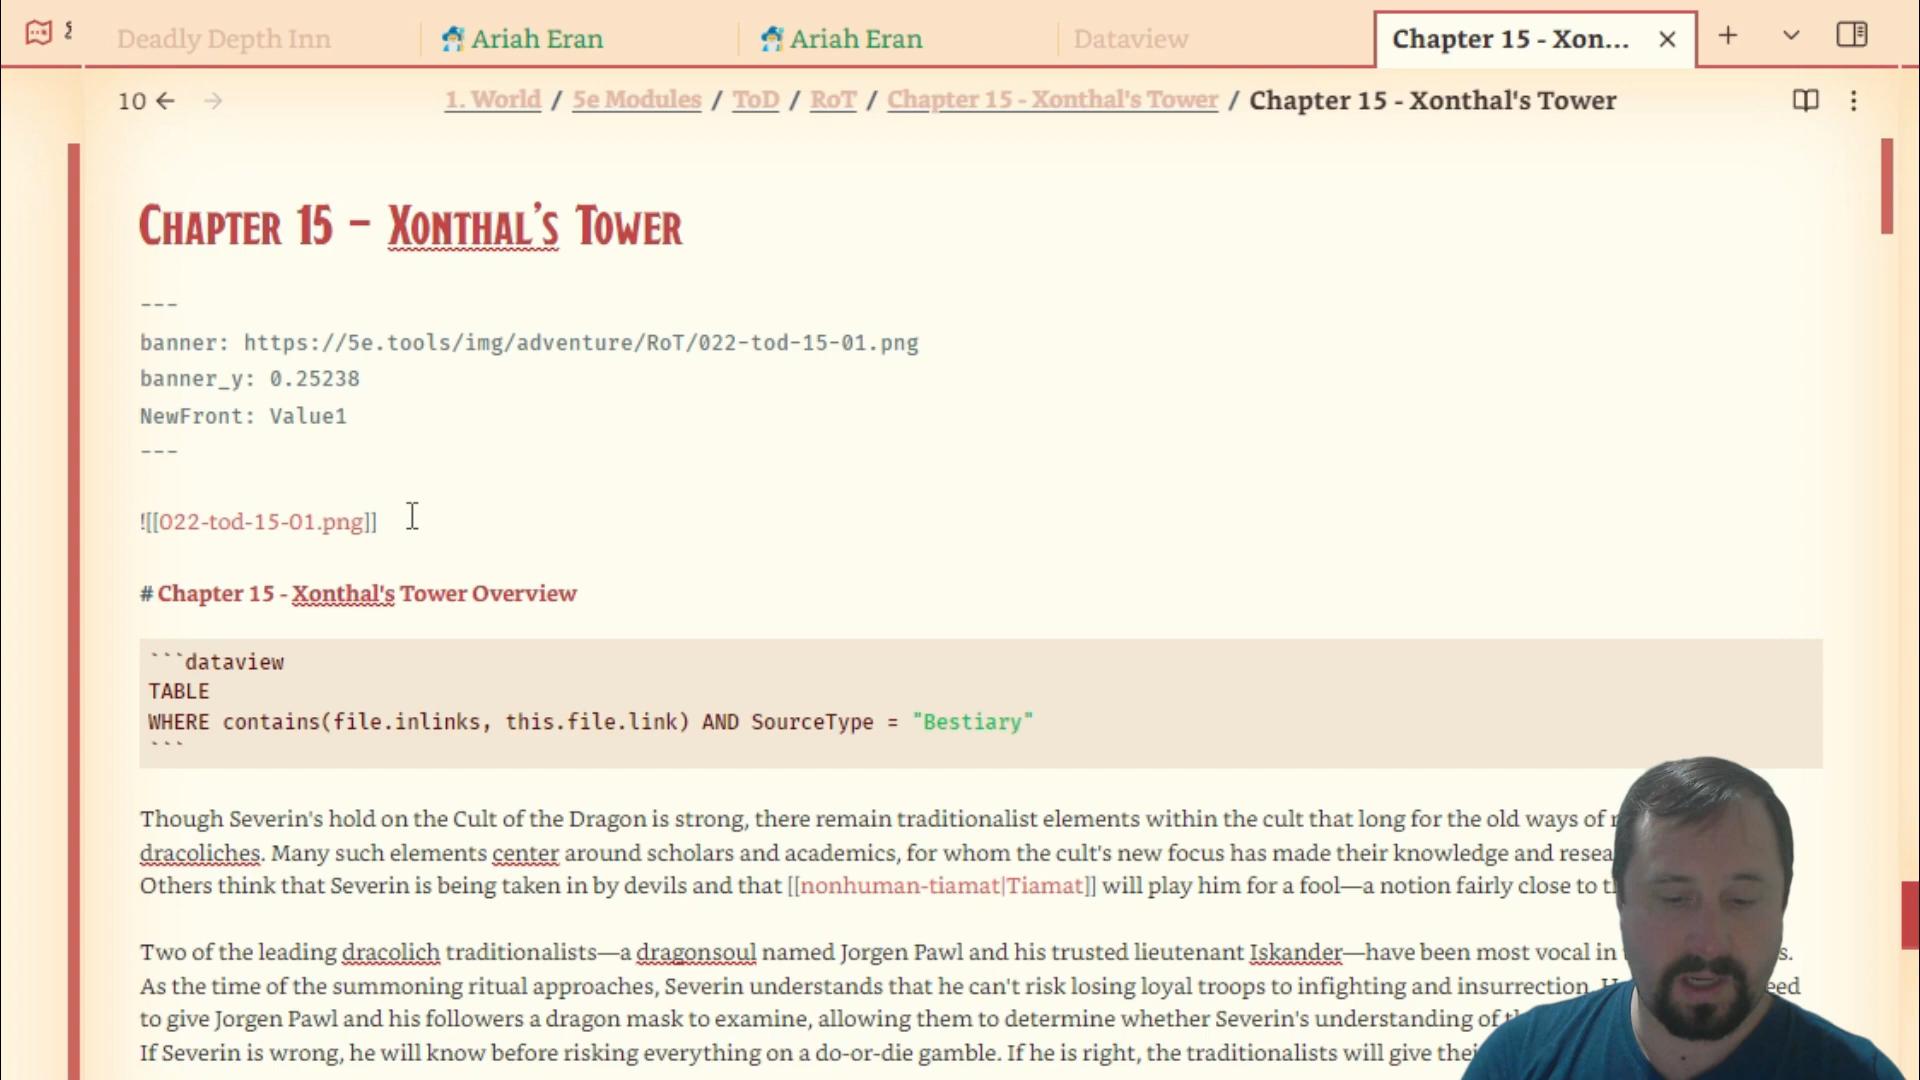 Deadly Depth Inn
Ariah Eran
Ariah Eran
Dataview
Chapter 15 - Xon...
10
1. World / 5e Modules / ToD / RoT / Chapter 15 - Xonthal's Tower / Chapter 15 - Xonthal's Tower
Chapter 15 – Xonthal's Tower
---
banner: https://5e.tools/img/adventure/RoT/022-tod-15-01.png
banner_y: 0.25238
NewFront: Value1
---
![[022-tod-15-01.png]]
# Chapter 15 - Xonthal's Tower Overview
```dataview
TABLE
WHERE contains(file.inlinks, this.file.link) AND SourceType = "Bestiary"
```
Though Severin's hold on the Cult of the Dragon is strong, there remain traditionalist elements within the cult that long for the old ways of
dracoliches. Many such elements center around scholars and academics, for whom the cult's new focus has made their knowledge and
Others think that Severin is being taken in by devils and that [[nonhuman-tiamat|Tiamat]] will play him for a fool—a notion fairly close to
Two of the leading dracolich traditionalists—a dragonsoul named Jorgen Pawl and his trusted lieutenant Iskander—have been most vocal in
As the time of the summoning ritual approaches, Severin understands that he can't risk losing loyal troops to infighting and insurrection.
to give Jorgen Pawl and his followers a dragon mask to examine, allowing them to determine whether Severin's understanding of
If Severin is wrong, he will know before risking everything on a do-or-die gamble. If he is right, the traditionalists will give